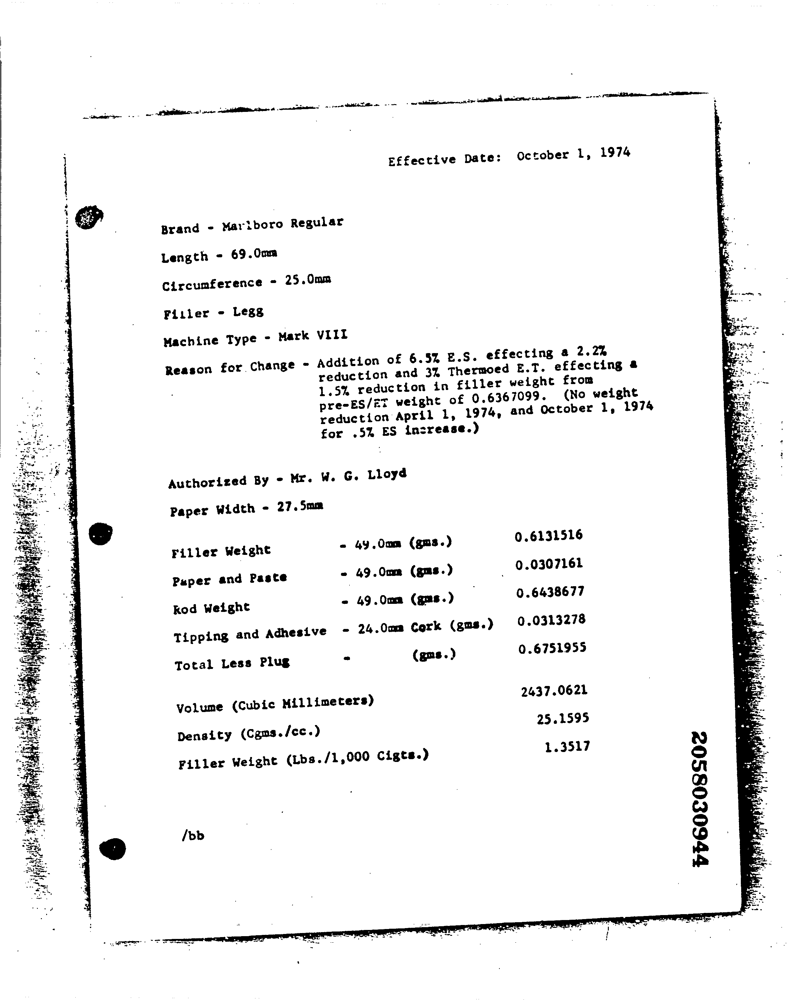 Effective Date: October 1, 1974
Brand - Marlboro Regular
Length - 69.0mm
Circumference - 25.0mm
Filler - Legg
Machine Type - Mark VIII
Reason for Change - Addition of 6.5% E.S. effecting a 2.2%
reduction and 3% Thermoed E.T. effecting a
1.5% reduction in filler weight from
pre-ES/ET weight of 0.6367099. (No weight
reduction April 1, 1974, and October 1, 1974
for .5% ES increase.)
Authorized By - Mr. W. G. Lloyd
Paper Width - 27.5mm
Filler Weight - 49.0mm (gms.) 0.6131516
Paper and Paste - 49.0mm (gms.) 0.0307161
Rod Weight - 49.0mm (gms.) 0.6438677
Tipping and Adhesive - 24.0mm Cork (gms.) 0.0313278
Total Less Plug - (gms.) 0.6751955
Volume (Cubic Millimeters) 2437.0621
Density (Cgms./cc.) 25.1595
Filler Weight (Lbs./1,000 Cigts.) 1.3517
/bb
2058030944